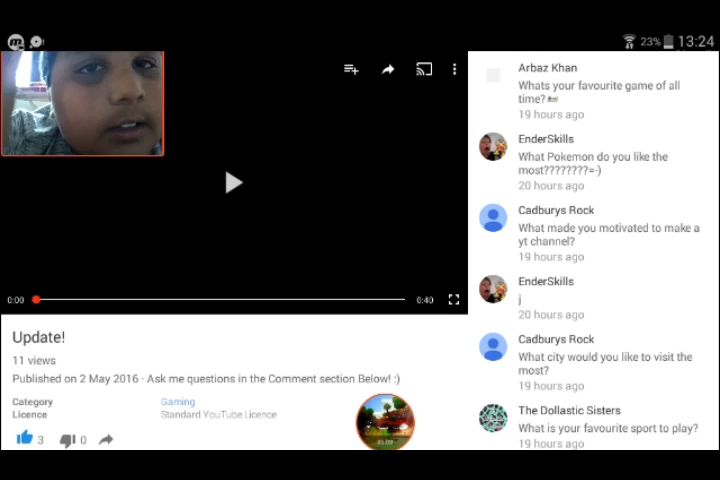 23% 13:24
0:00
0:40
Update!
11 views
Published on 2 May 2016 · Ask me questions in the Comment section Below! :)
Category Gaming
Licence Standard YouTube Licence
3 0
Arbaz Khan
Whats your favourite game of all
time?
19 hours ago
EnderSkills
What Pokemon do you like the
most????????=-)
20 hours ago
Cadburys Rock
What made you motivated to make a
yt channel?
19 hours ago
EnderSkills
j
20 hours ago
Cadburys Rock
What city would you like to visit the
most?
19 hours ago
The Dollastic Sisters
What is your favourite sport to play?
19 hours ago